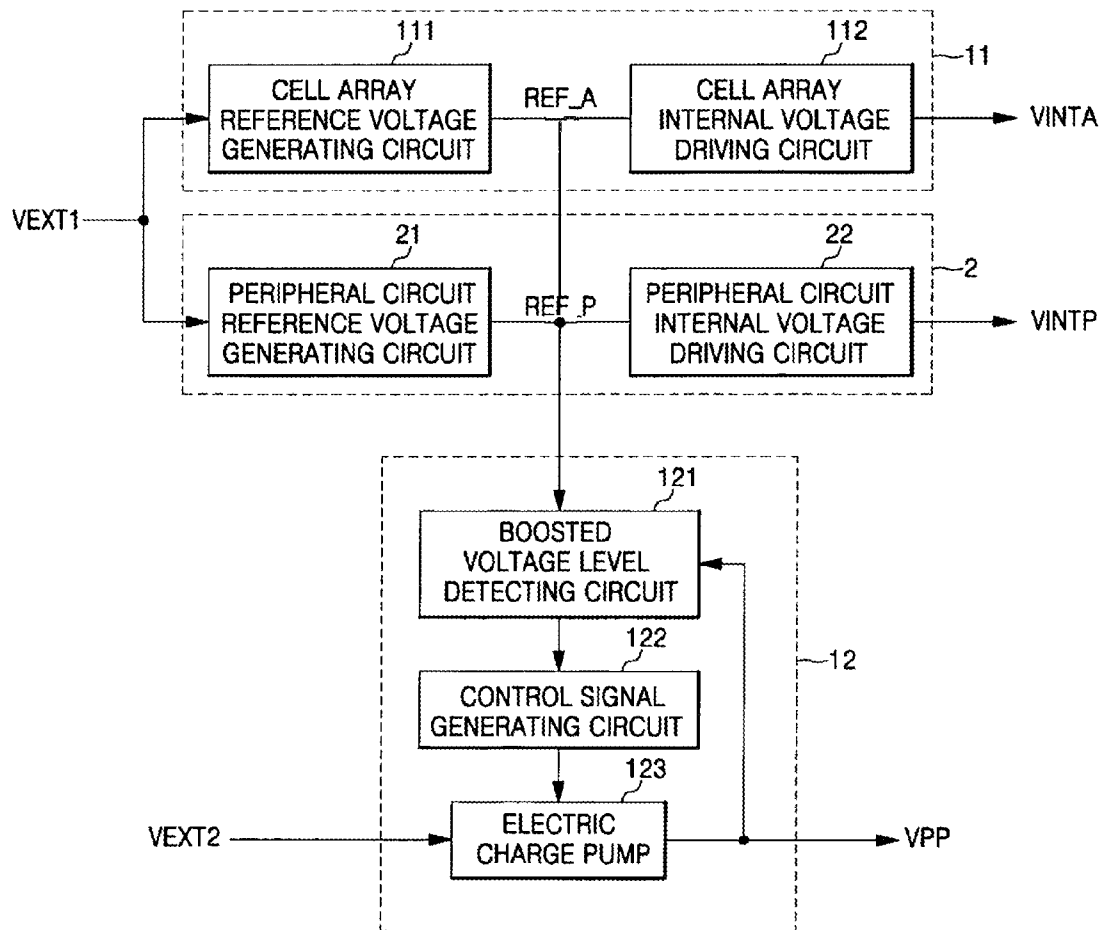 111
112
11
CELL ARRAY
REFERENCE VOLTAGE
GENERATING CIRCUIT
REF_A
CELL ARRAY
INTERNAL VOLTAGE
DRIVING CIRCUIT
VINTA
VEXT1
21
22
2
PERIPHERAL CIRCUIT
REFERENCE VOLTAGE
GENERATING CIRCUIT
REF_P
PERIPHERAL CIRCUIT
INTERNAL VOLTAGE
DRIVING CIRCUIT
VINTP
121
BOOSTED
VOLTAGE LEVEL
DETECTING CIRCUIT
122
12
CONTROL SIGNAL
GENERATING CIRCUIT
123
VEXT2
ELECTRIC
CHARGE PUMP
VPP